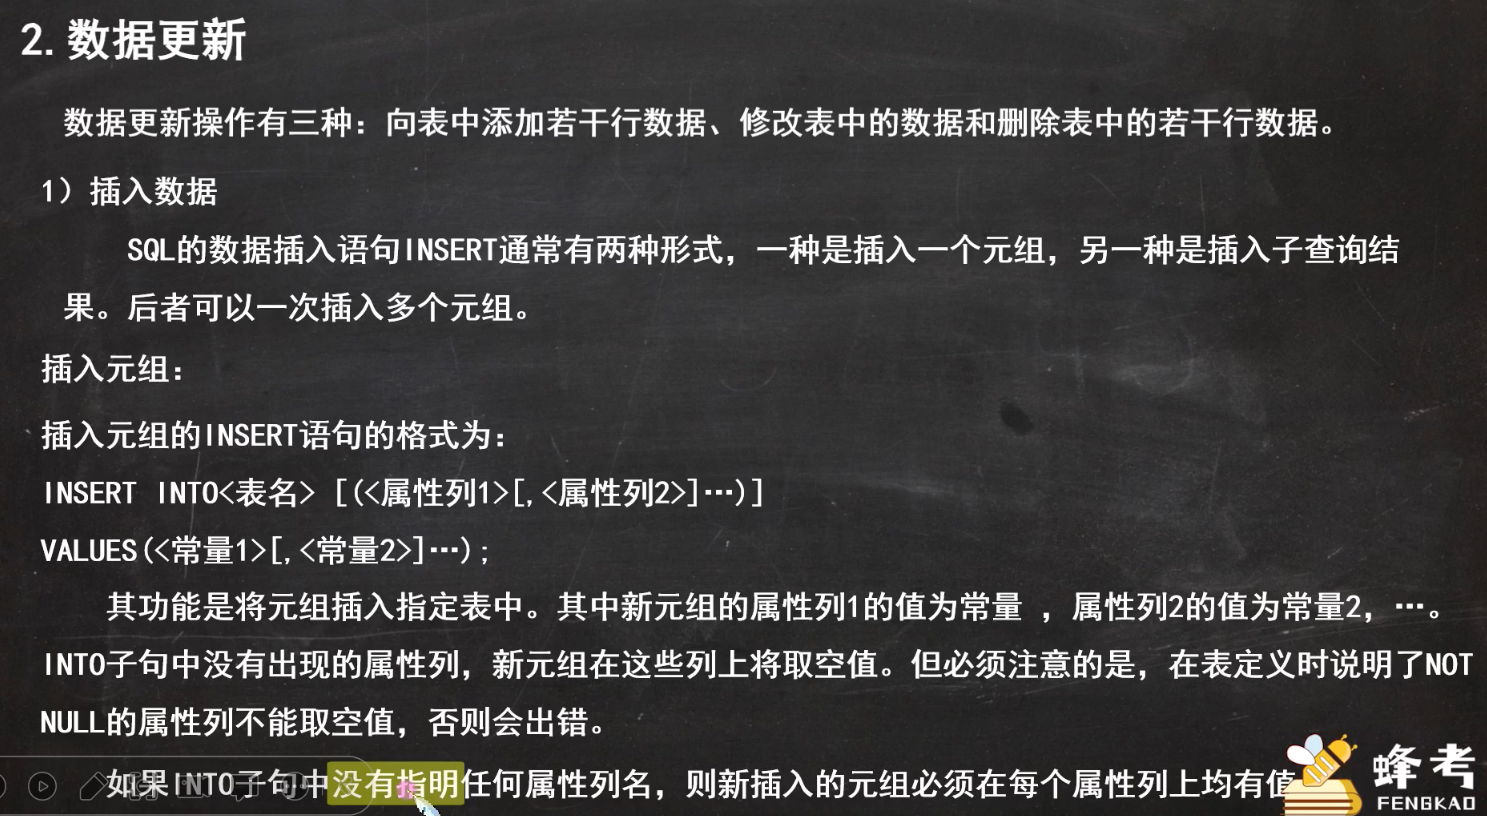 2.数据更新
数据更新操作有三种：向表中添加若干行数据、修改表中的数据和删除表中的若干行数据。
1）插入数据
SQL的数据插入语句INSERT通常有两种形式，一种是插入一个元组，另一种是插入子查询结
果。后者可以一次插入多个元组。
插入元组：
插入元组的INSERT语句的格式为：
INSERT INTO<表名> [(<属性列1>[,<属性列2>]…)]
VALUES(<常量1>[,<常量2>]…);
其功能是将元组插入指定表中。其中新元组的属性列1的值为常量 ，属性列2的值为常量2，…。
INTO子句中没有出现的属性列，新元组在这些列上将取空值。但必须注意的是，在表定义时说明了NOT
NULL的属性列不能取空值，否则会出错。
如果INTO子句中没有指明任何属性列名，则新插入的元组必须在每个属性列上均有值
蜂考
FENGKAO